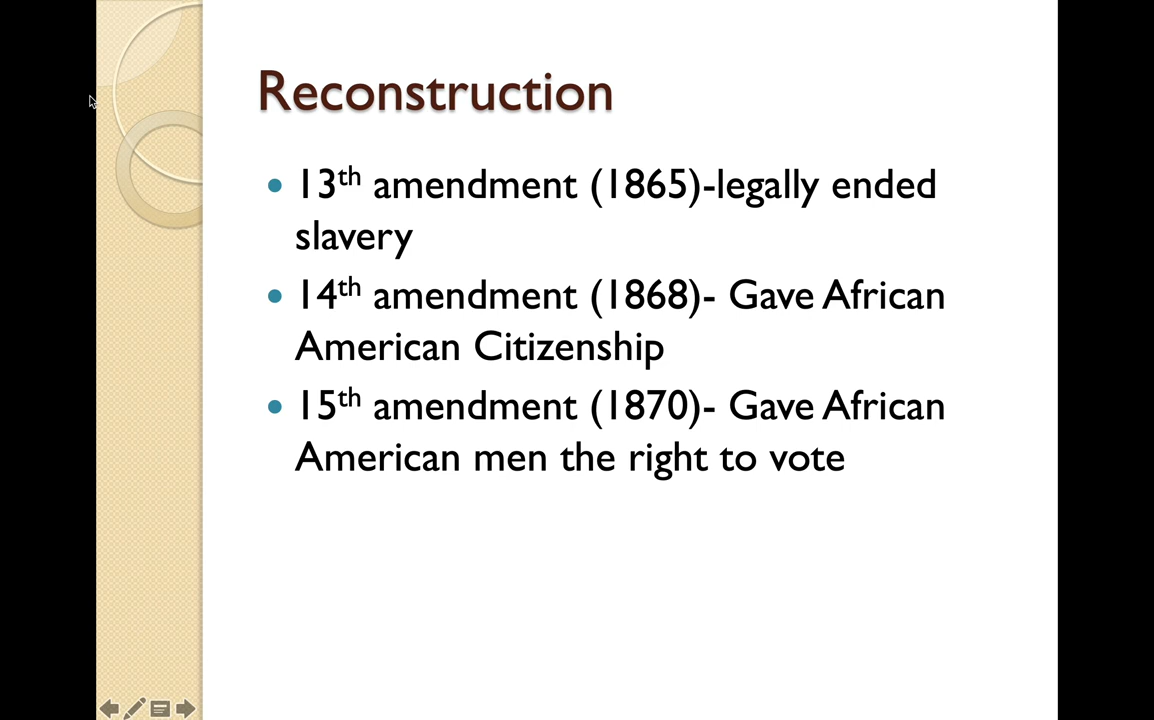 Reconstruction
• 13th amendment (1865)-legally ended
slavery
• 14th amendment (1868)- Gave African
American Citizenship
• 15th amendment (1870)- Gave African
American men the right to vote